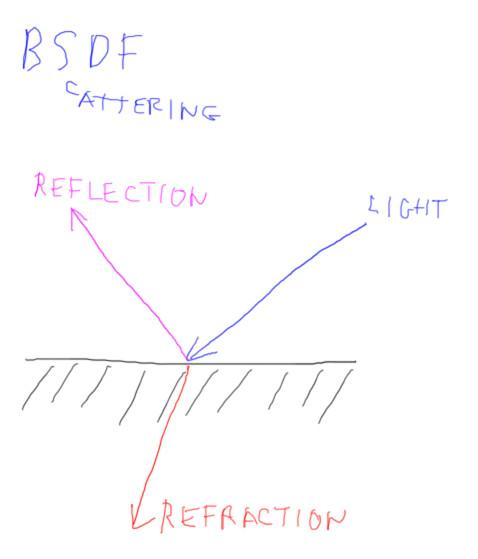 BSDF
CATTERING
REFLECTION
LIGHT
REFRACTION